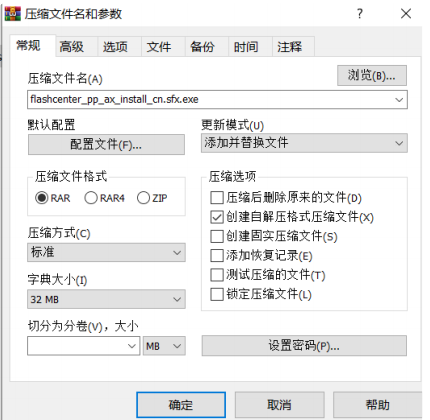 压缩文件名和参数
常规 高级 选项 文件 备份 时间 注释
压缩文件名(A)
浏览(B)...
flashcenter_pp_ax_install_cn.sfx.exe
默认配置
配置文件(F)...
更新模式(U)
添加并替换文件
压缩文件格式
RAR RAR4 ZIP
压缩方式(C)
标准
字典大小(I)
32 MB
切分为分卷(V),大小
MB
压缩选项
压缩后删除原来的文件(D)
创建自解压格式压缩文件(X)
创建固实压缩文件(S)
添加恢复记录(E)
测试压缩的文件(T)
锁定压缩文件(L)
设置密码(P)...
确定 取消 帮助